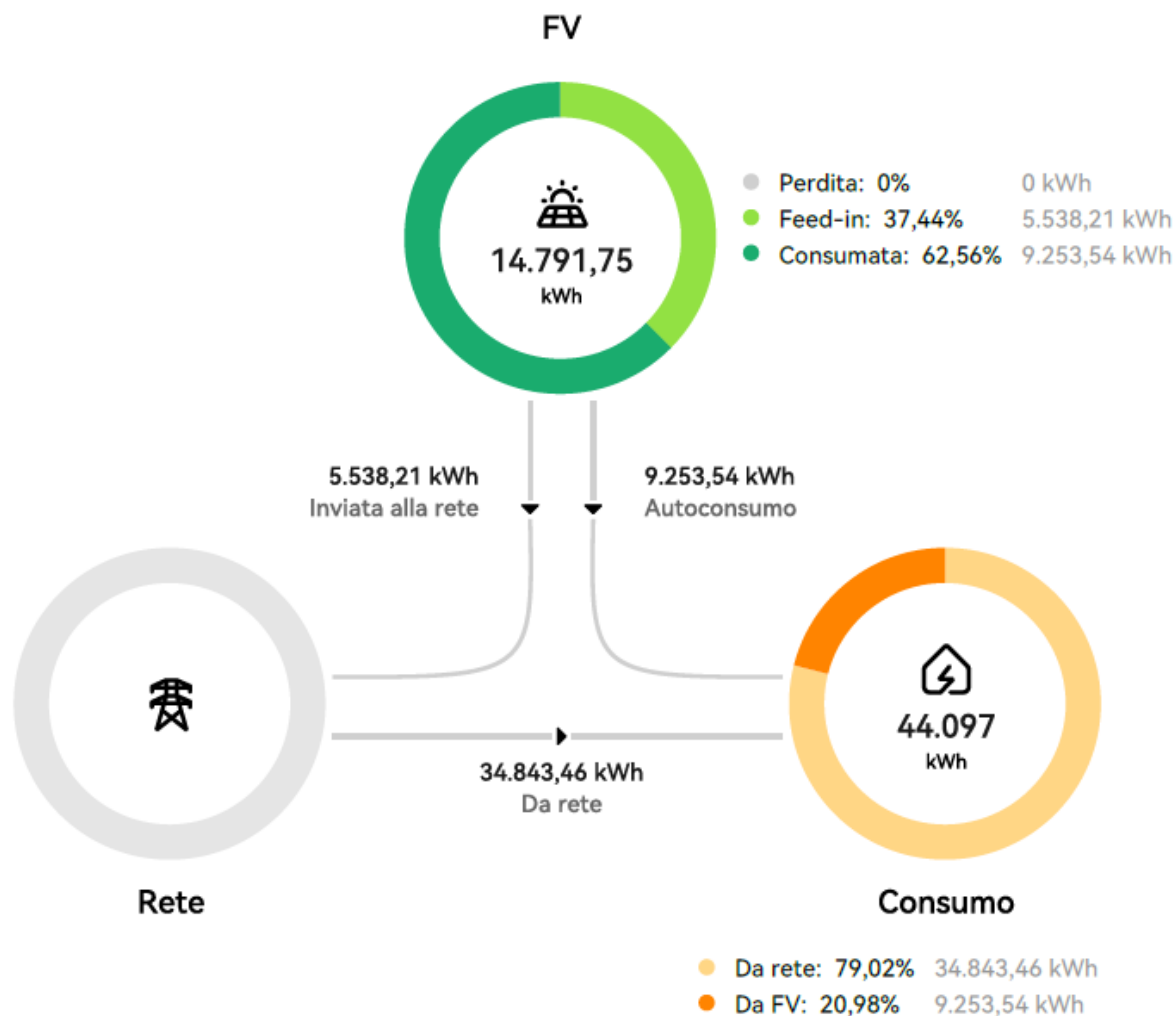 FV
14.791,75
kWh
Perdita: 0% 0 kWh
Feed-in: 37,44% 5.538,21 kWh
Consumata: 62,56% 9.253,54 kWh
5.538,21 kWh
Inviata alla rete
9.253,54 kWh
Autoconsumo
44.097
kWh
34.843,46 kWh
Da rete
Rete
Consumo
Da rete: 79,02% 34.843,46 kWh
Da FV: 20,98% 9.253,54 kWh